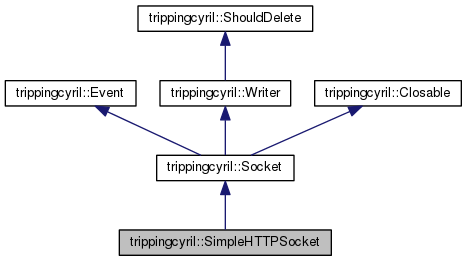 trippingcyril::ShouldDelete
trippingcyril::Event
trippingcyril::Writer
trippingcyril::Closable
trippingcyril::Socket
trippingcyril::SimpleHTTPSocket